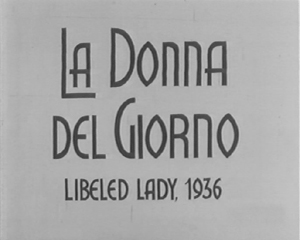 LA DONNA
DEL GIORNO
LIBELED LADY, 1936